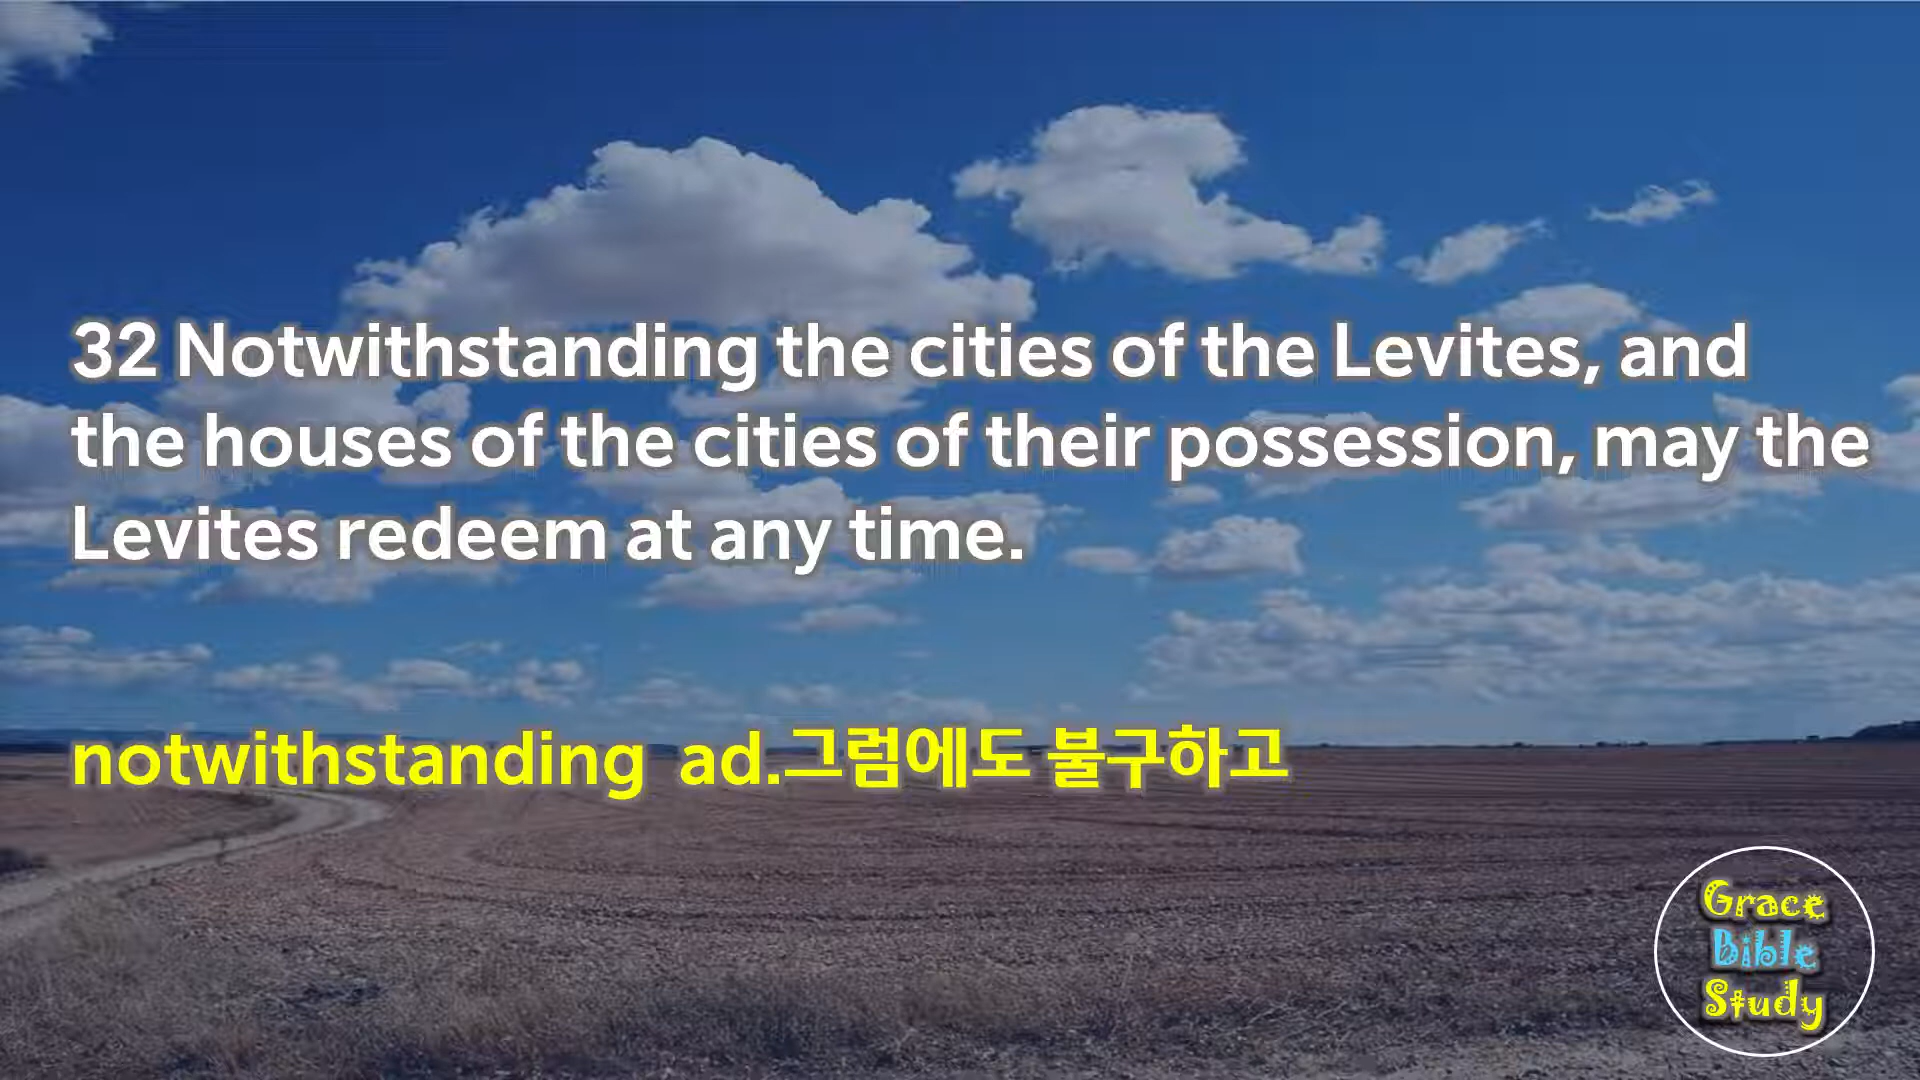 32 Notwithstanding the cities of the Levites, and
the houses of the cities of their possession, may the
Levites redeem at any time.
notwithstanding ad.그럼에도 불구하고
Grace
Bible
Study